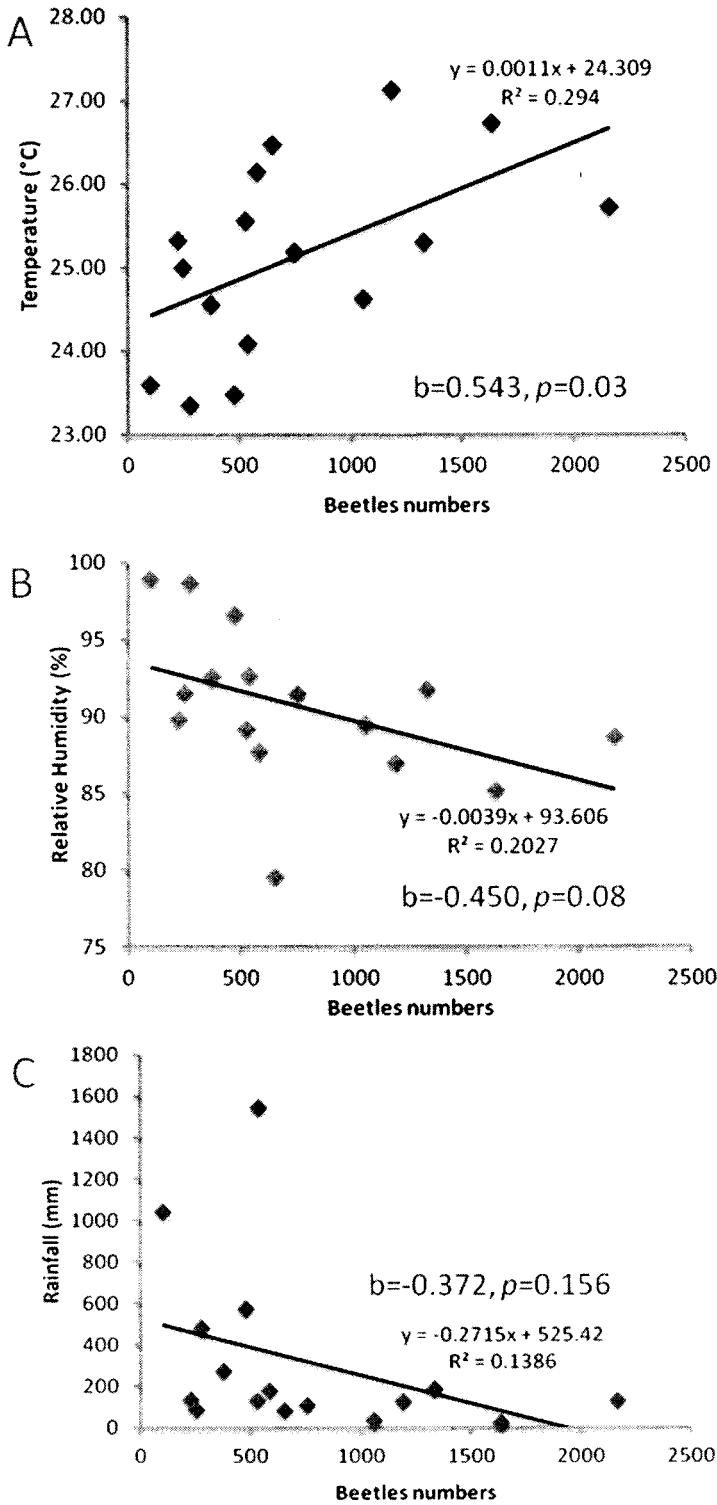 A
28.00
27.00
26.00
25.00
24.00
23.00
Temperature (°C)
y = 0.0011x + 24.309
R² = 0.294
b=0.543, p=0.03
0 500 1000 1500 2000 2500
Beetles numbers
B
100
95
90
85
80
75
Relative Humidity (%)
y = -0.0039x + 93.606
R² = 0.2027
b=-0.450, p=0.08
0 500 1000 1500 2000 2500
Beetles numbers
C
1800
1600
1400
1200
1000
800
600
400
200
0
Rainfall (mm)
b=-0.372, p=0.156
y = -0.2715x + 525.42
R² = 0.1386
0 500 1000 1500 2000 2500
Beetles numbers